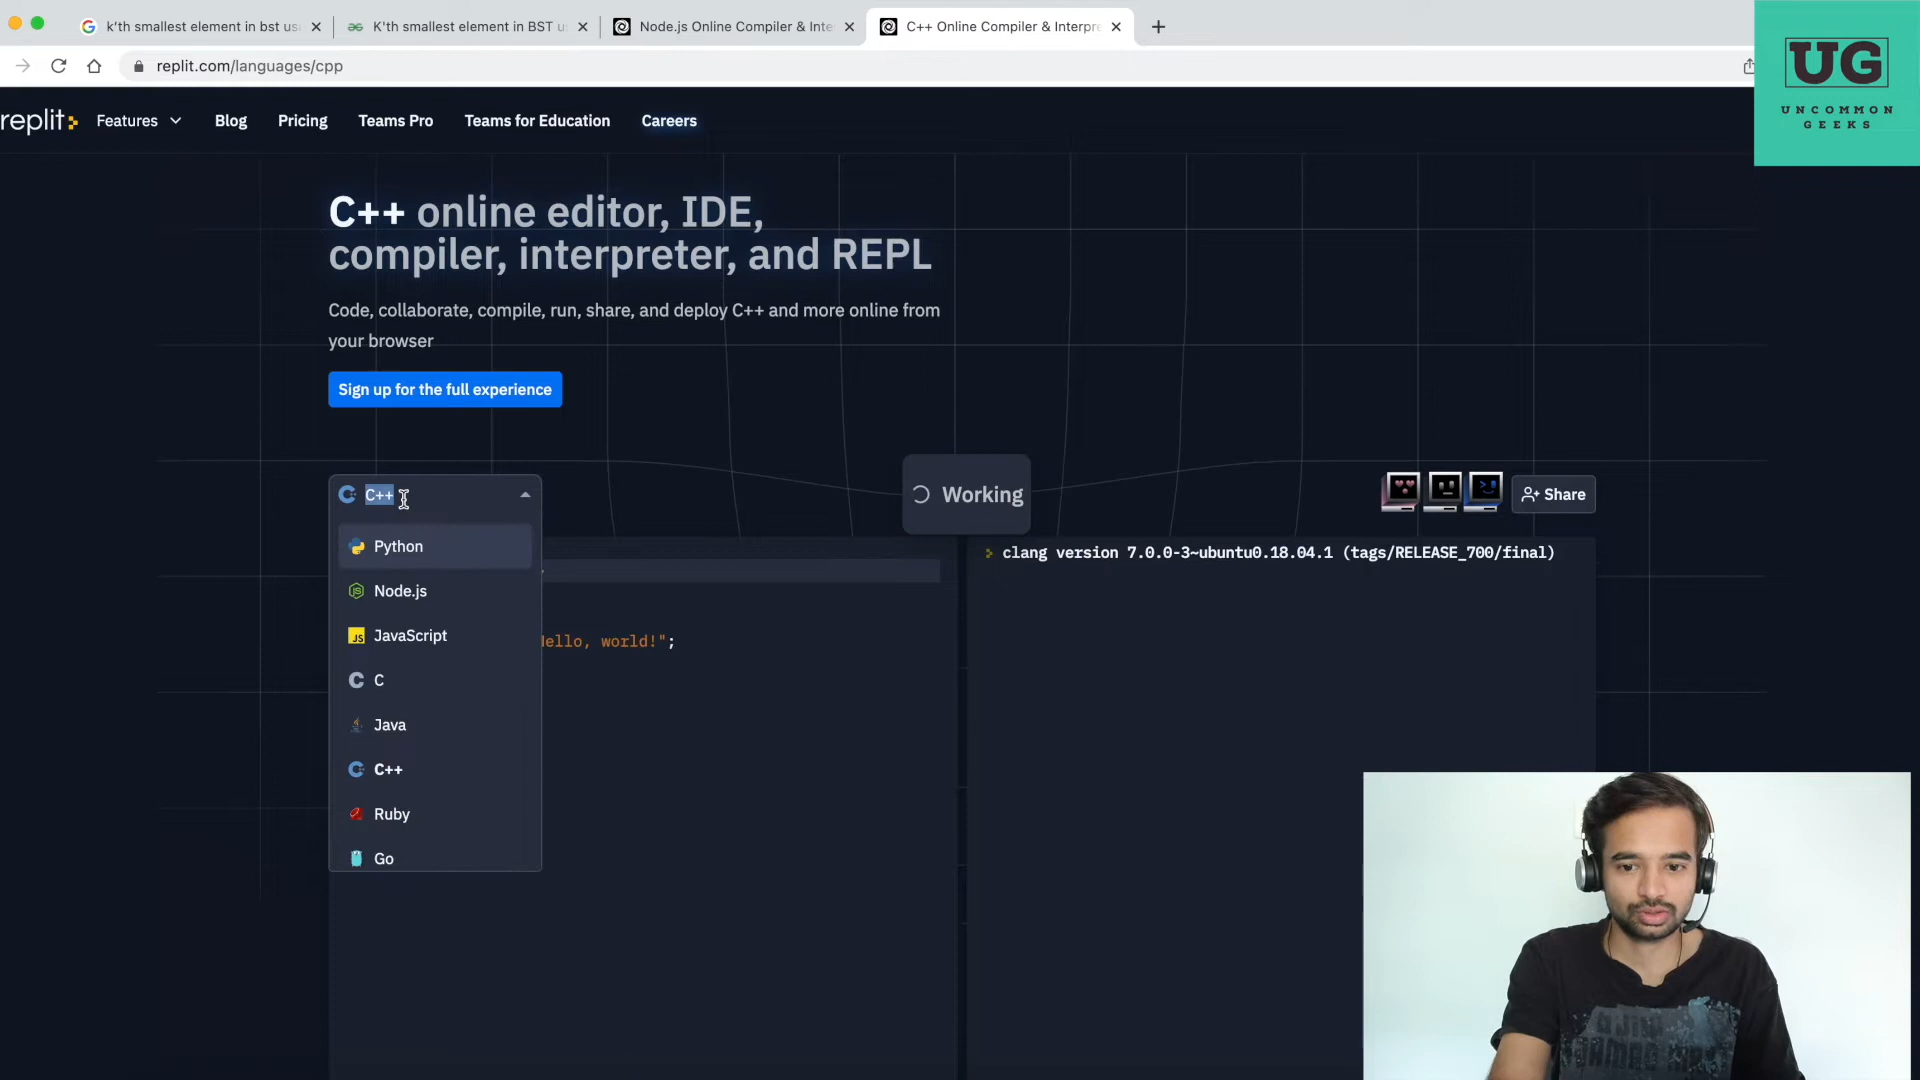 k'th smallest element in bst us
K'th smallest element in BST u
Node.js Online Compiler & Inte
C++ Online Compiler & Interpre
replit.com/languages/cpp
UG
UNCOMMON
GEEKS
replit
Features
Blog
Pricing
Teams Pro
Teams for Education
Careers
C++ online editor, IDE,
compiler, interpreter, and REPL
Code, collaborate, compile, run, share, and deploy C++ and more online from
your browser
Sign up for the full experience
C++
Working
Share
Python
Node.js
JS JavaScript
C
Java
C++
Ruby
Go
Hello, world!";
clang version 7.0.0-3~ubuntu0.18.04.1 (tags/RELEASE_700/final)